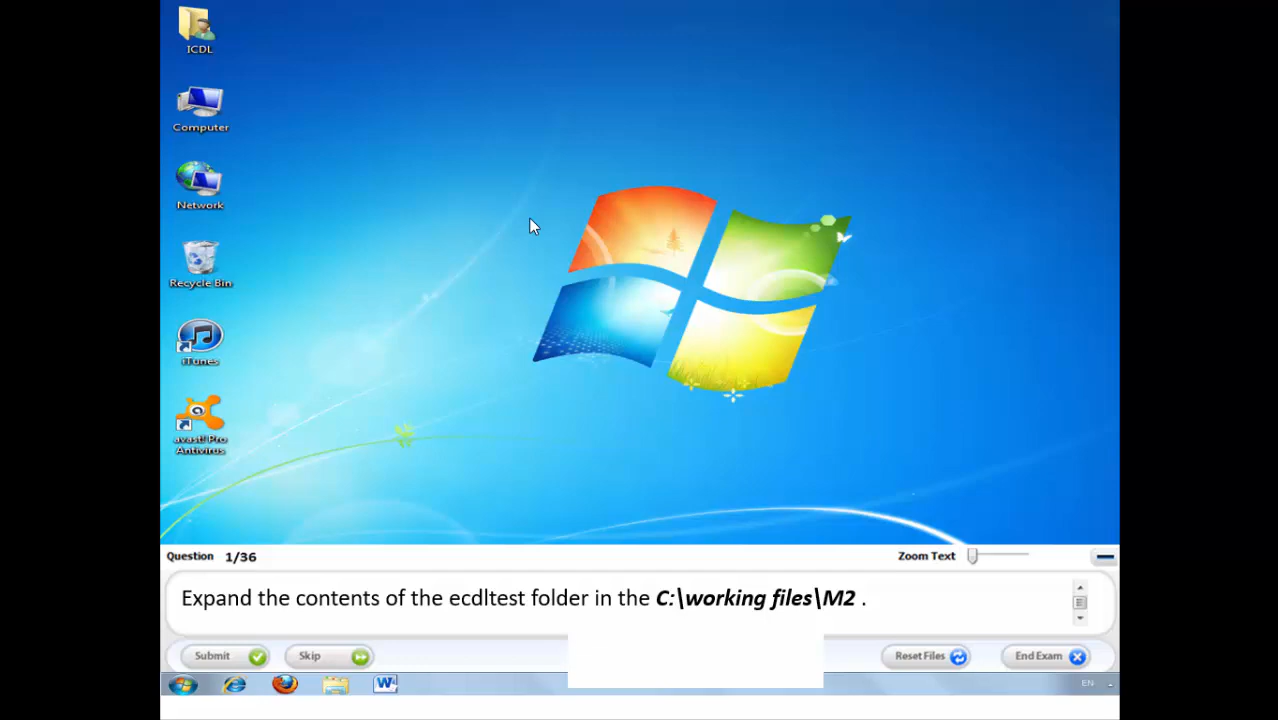 ICDL
Computer
Network
Recycle Bin
iTunes
avast! Pro
Antivirus
Question 1/36
Zoom Text
Expand the contents of the ecdltest folder in the C:\working files\M2 .
Submit
Skip
Reset Files
End Exam
EN